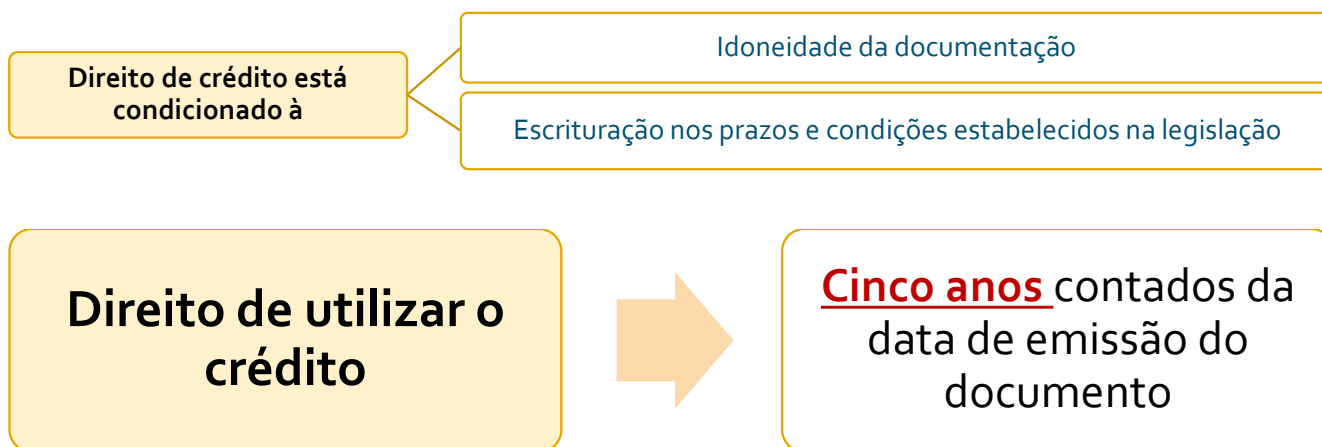 Direito de crédito está
condicionado à
Idoneidade da documentação
Escrituração nos prazos e condições estabelecidos na legislação
Direito de utilizar o
crédito
Cinco anos contados da
data de emissão do
documento